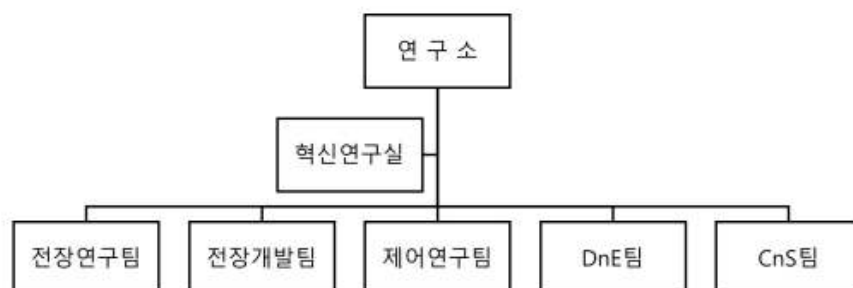 연 구 소
혁신연구실
전장연구팀
전장개발팀
제어연구팀
DnE팀
CnS팀